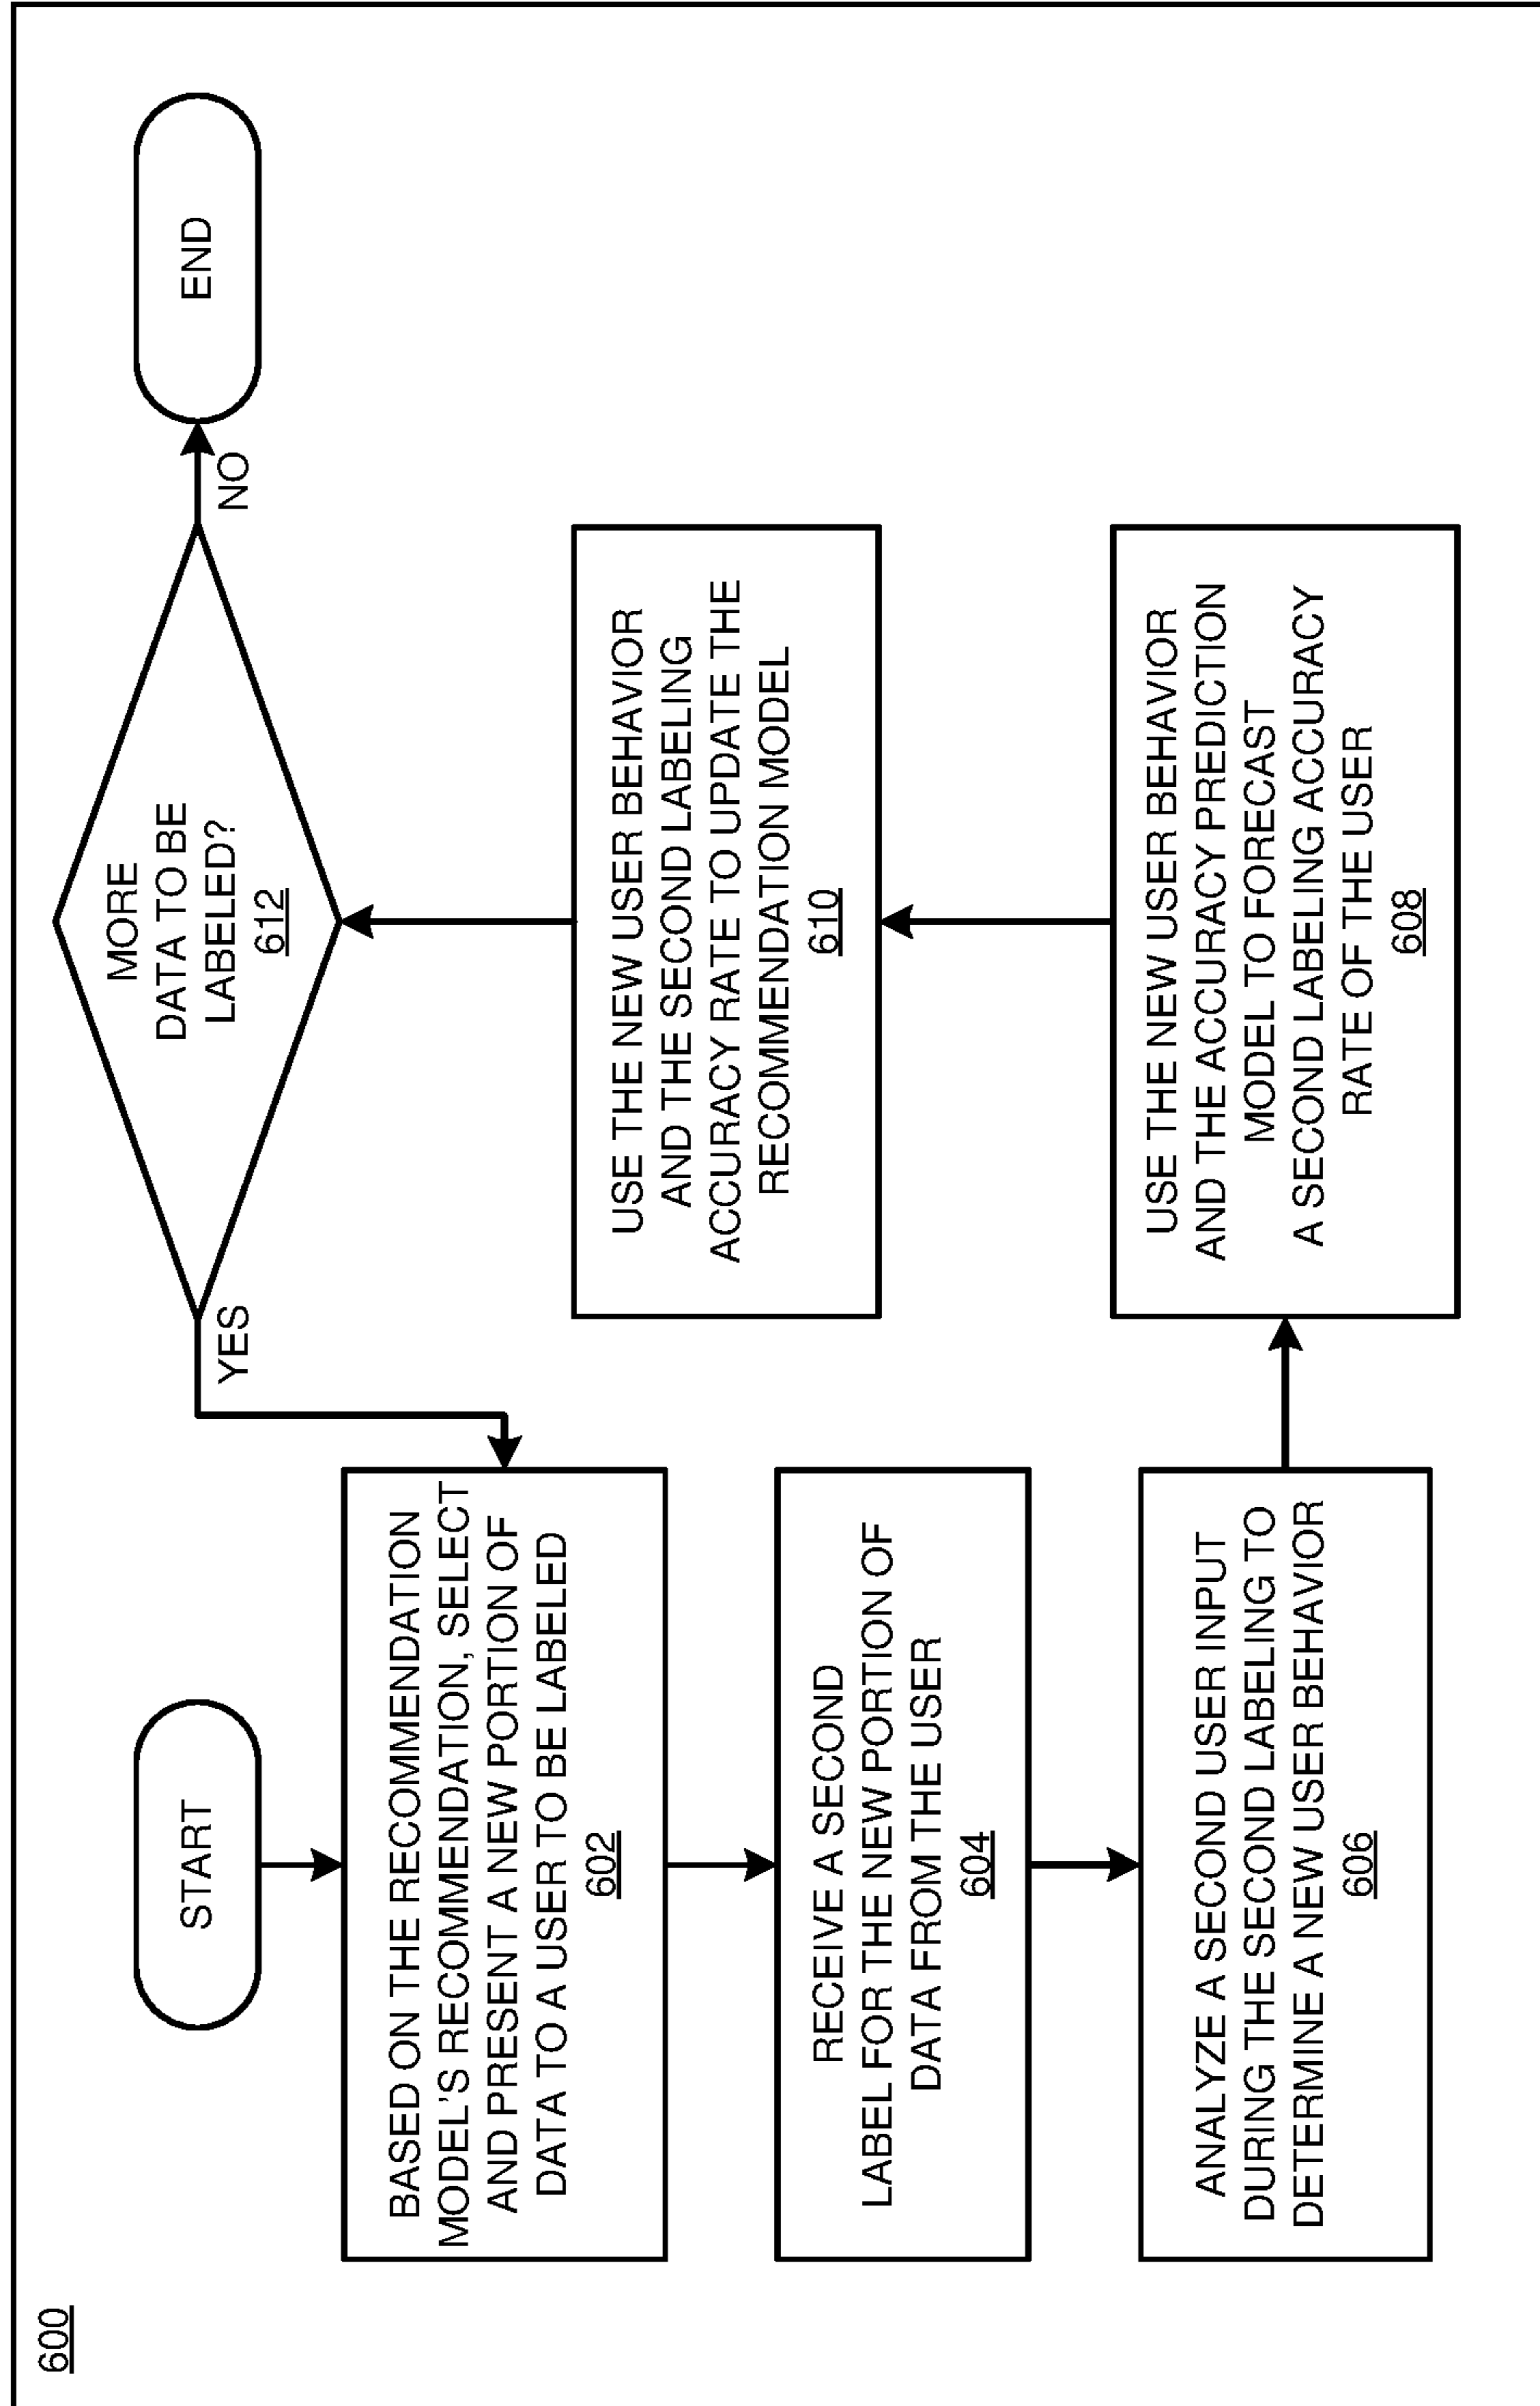 600
START
BASED ON THE RECOMMENDATION
MODEL'S RECOMMENDATION, SELECT
AND PRESENT A NEW PORTION OF
DATA TO A USER TO BE LABELED
602
RECEIVE A SECOND
LABEL FOR THE NEW PORTION OF
DATA FROM THE USER
604
ANALYZE A SECOND USER INPUT
DURING THE SECOND LABELING TO
DETERMINE A NEW USER BEHAVIOR
606
USE THE NEW USER BEHAVIOR
AND THE ACCURACY PREDICTION
MODEL TO FORECAST
A SECOND LABELING ACCURACY
RATE OF THE USER
608
USE THE NEW USER BEHAVIOR
AND THE SECOND LABELING
ACCURACY RATE TO UPDATE THE
RECOMMENDATION MODEL
610
MORE
DATA TO BE
LABELED?
612
YES
NO
END